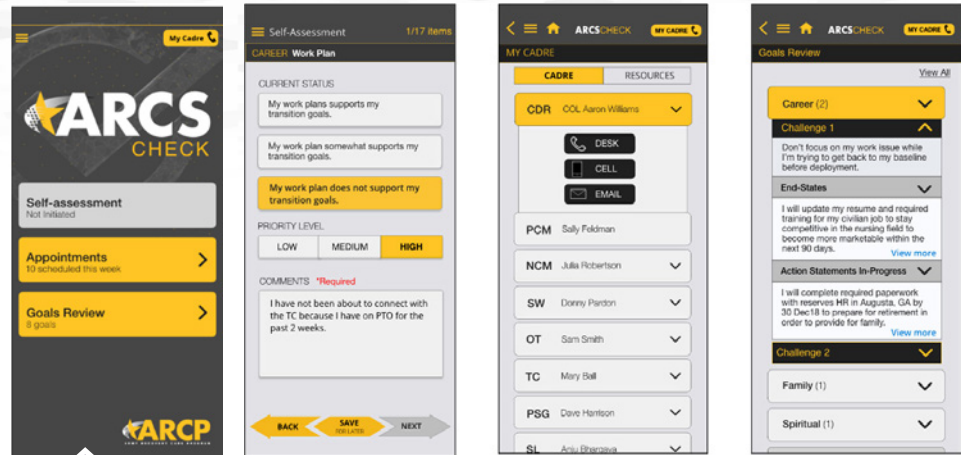 My Cadre
ARCS
CHECK
Self-assessment
Not Initiated
Appointments
10 scheduled this week
Goals Review
8 goals
ARCP
ARMY RECOVERY CARE PROGRAM
Self-Assessment
1/17 items
CAREER Work Plan
CURRENT STATUS
My work plans supports my
transition goals.
My work plan somewhat supports my
transition goals.
My work plan does not support my
transition goals.
PRIORITY LEVEL
LOW MEDIUM HIGH
COMMENTS *Required
I have not been about to connect with
the TC because I have on PTO for the
past 2 weeks.
BACK
SAVE
FOR LATER
NEXT
ARCSCHECK
MY CADRE
MY CADRE
CADRE RESOURCES
CDR COL Aaron Williams
DESK
CELL
EMAIL
PCM Sally Feldman
NCM Julia Robertson
SW Donny Pardon
OT Sam Smith
TC Mary Ball
PSG Dave Harrison
SL Anju Bhargava
ARCSCHECK
MY CADRE
Goals Review
View All
Career (2)
Challenge 1
Don't focus on my work issue while
I'm trying to get back to my baseline
before deployment.
End-States
I will update my resume and required
training for my civilian job to stay
competitive in the nursing field to
become more marketable within the
next 90 days.
View more
Action Statements In-Progress
I will complete required paperwork
with reserves HR in Augusta, GA by
30 Dec18 to prepare for retirement in
order to provide for family.
View more
Challenge 2
Family (1)
Spiritual (1)